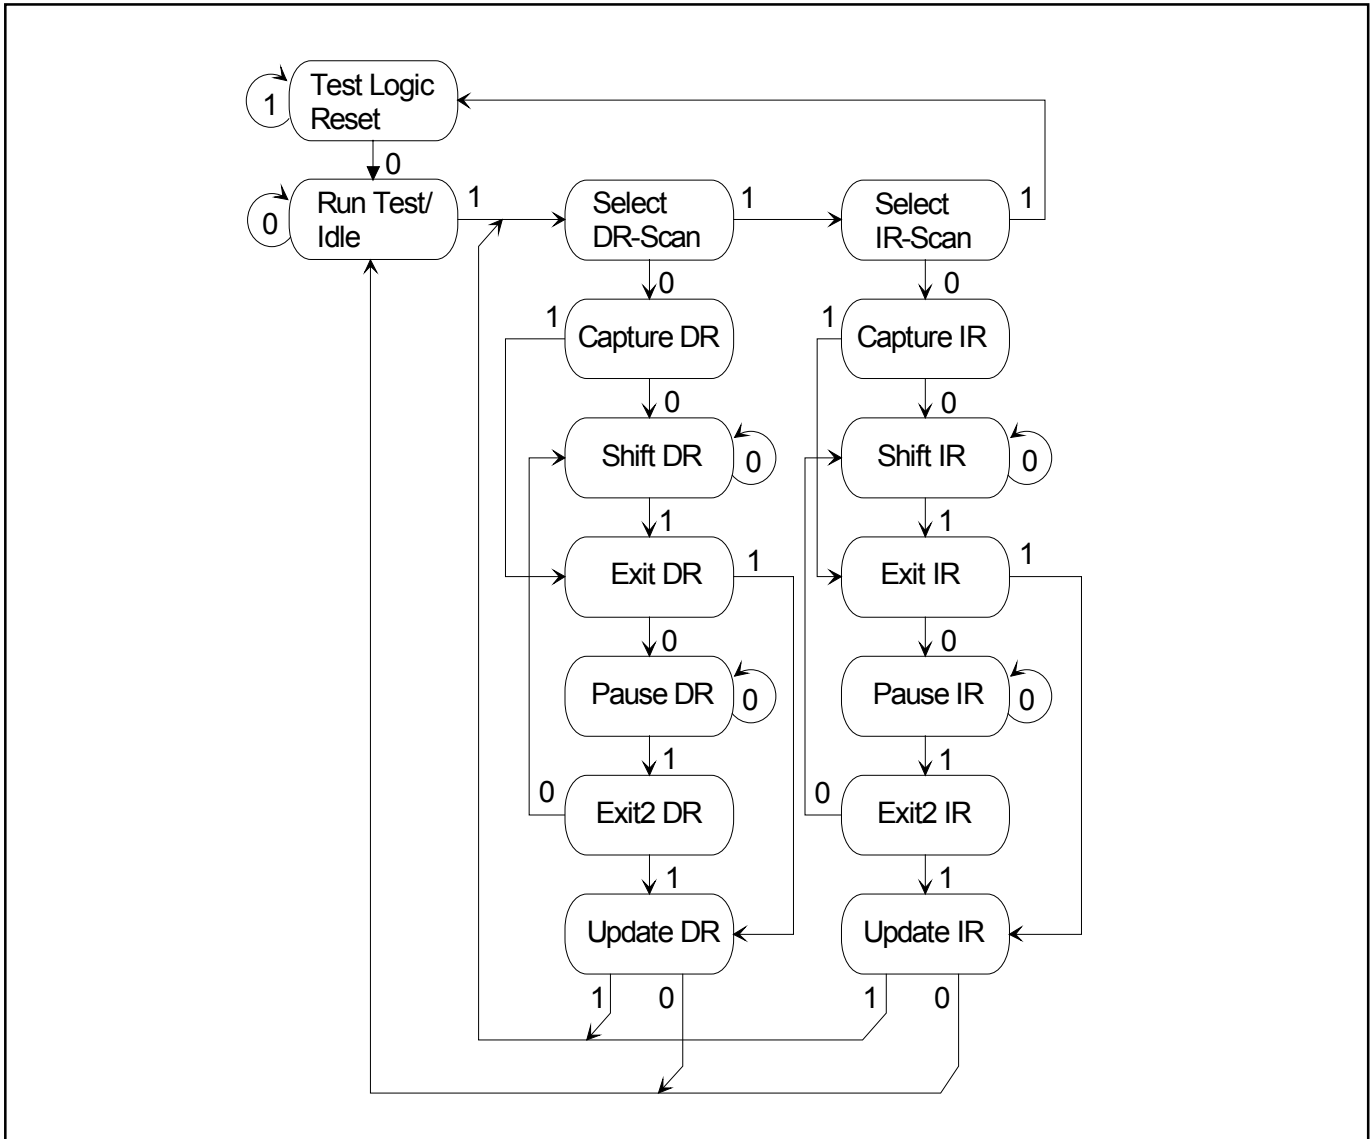 Test Logic
Reset
1
0
Run Test/
Idle
0
1
Select
DR-Scan
1
Select
IR-Scan
1
0
0
1
Capture DR
1
Capture IR
0
0
Shift DR
0
Shift IR
0
1
1
Exit DR
1
Exit IR
1
0
0
Pause DR
0
Pause IR
0
1
1
0
Exit2 DR
0
Exit2 IR
1
1
Update DR
Update IR
1
0
1
0